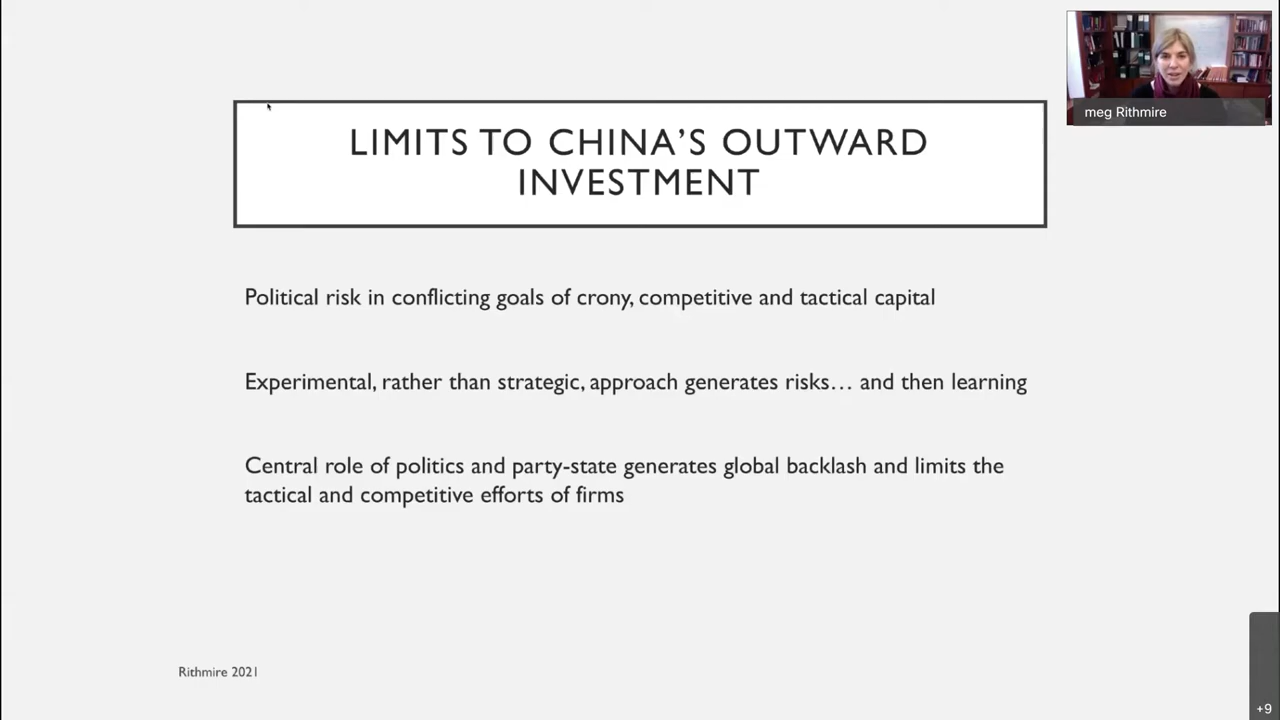 meg Rithmire
LIMITS TO CHINA'S OUTWARD
INVESTMENT
Political risk in conflicting goals of crony, competitive and tactical capital
Experimental, rather than strategic, approach generates risks… and then learning
Central role of politics and party-state generates global backlash and limits the
tactical and competitive efforts of firms
Rithmire 2021
+9